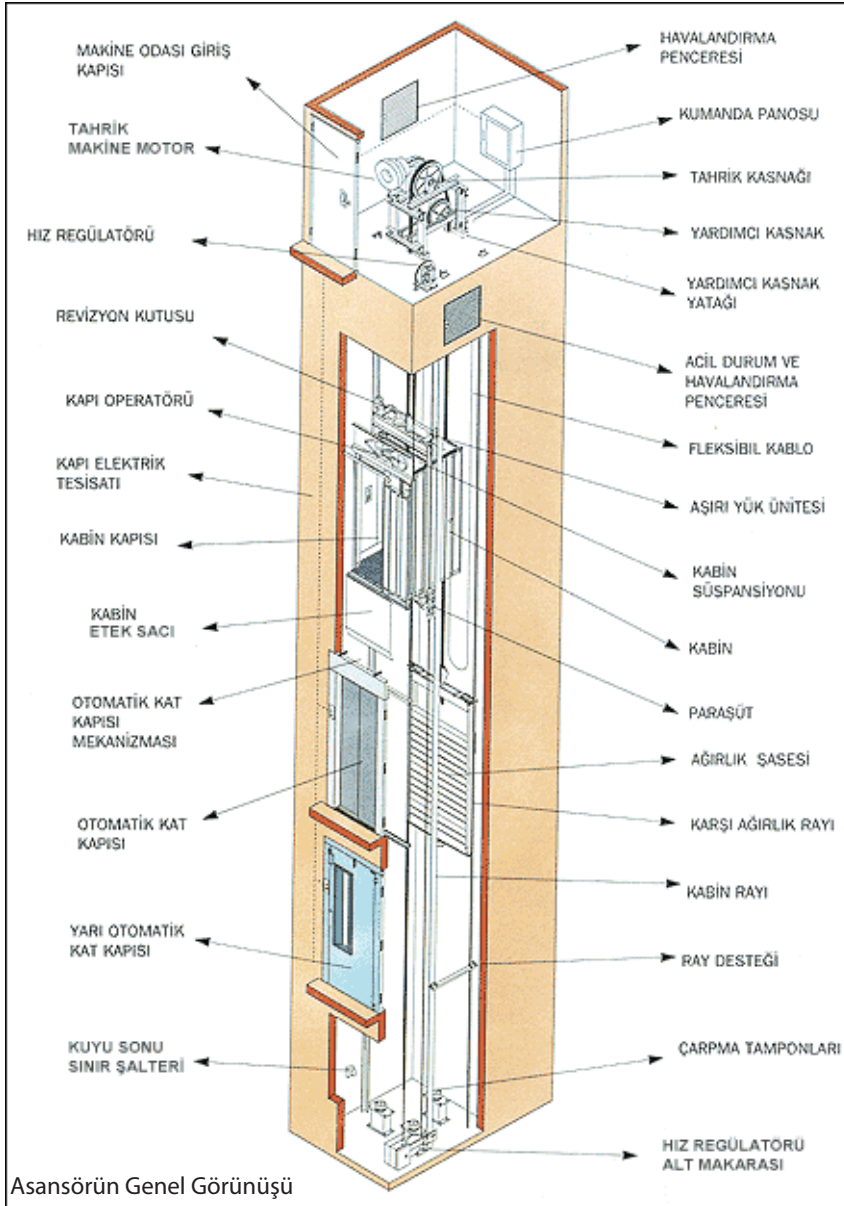 MAKİNE ODASI GİRİŞ
KAPISI
TAHRİK
MAKİNE MOTOR
HIZ REGÜLATÖRÜ
REVİZYON KUTUSU
KAPI OPERATÖRÜ
KAPI ELEKTRİK
TESİSATI
KABİN KAPISI
KABİN
ETEK SACI
OTOMATİK KAT
KAPISI
MEKANİZMASI
OTOMATİK KAT
KAPISI
YARI OTOMATİK
KAT KAPISI
KUYU SONU
SINIR ŞALTERİ
HAVALANDIRMA
PENCERESİ
KUMANDA PANOSU
TAHRİK KASNAĞI
YARDIMCI KASNAK
YARDIMCI KASNAK
YATAĞI
ACİL DURUM VE
HAVALANDIRMA
PENCERESİ
FLEKSİBIL KABLO
AŞIRI YÜK ÜNİTESİ
KABİN
SÜSPANSİYONU
KABİN
PARAŞÜT
AĞIRLIK ŞASESİ
KARŞI AĞIRLIK RAYI
KABİN RAYI
RAY DESTEĞİ
ÇARPMA TAMPONLARI
HIZ REGÜLATÖRÜ
ALT MAKARASI
Asansörün Genel Görünüşü